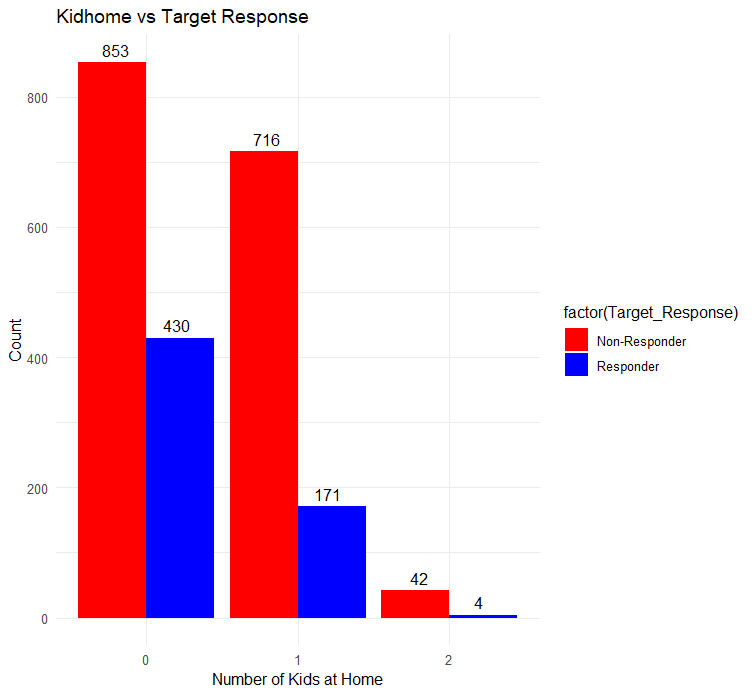 Kidhome vs Target Response
853
716
430
171
42
4
800
600
400
200
0
Count
0 1 2
Number of Kids at Home
factor(Target_Response)
Non-Responder
Responder